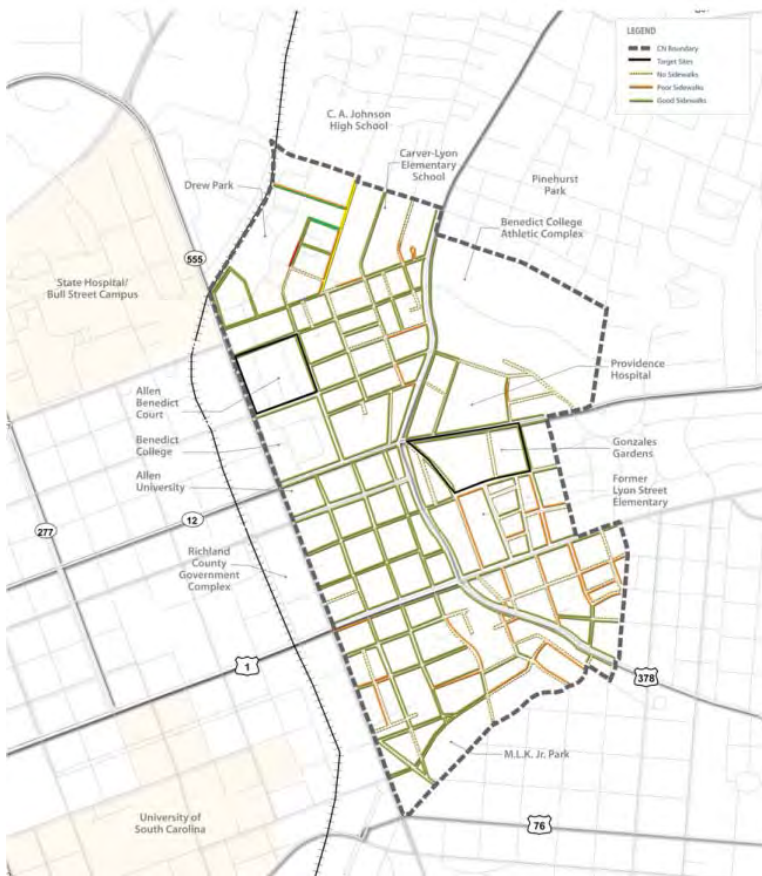 LEGEND
CN Boundary
Target Sites
No Sidewalks
Poor Sidewalks
Good Sidewalks
C. A. Johnson
High School
Carver-Lyon
Elementary
School
Drew Park
Pinehurst
Park
Benedict College
Athletic Complex
555
State Hospital/
Bull Street Campus
Providence
Hospital
Allen
Benedict
Court
Benedict
College
Gonzales
Gardens
Allen
University
Former
Lyon Street
Elementary
12
277
Richland
County
Government
Complex
1
378
M.L.K. Jr. Park
University of
South Carolina
76